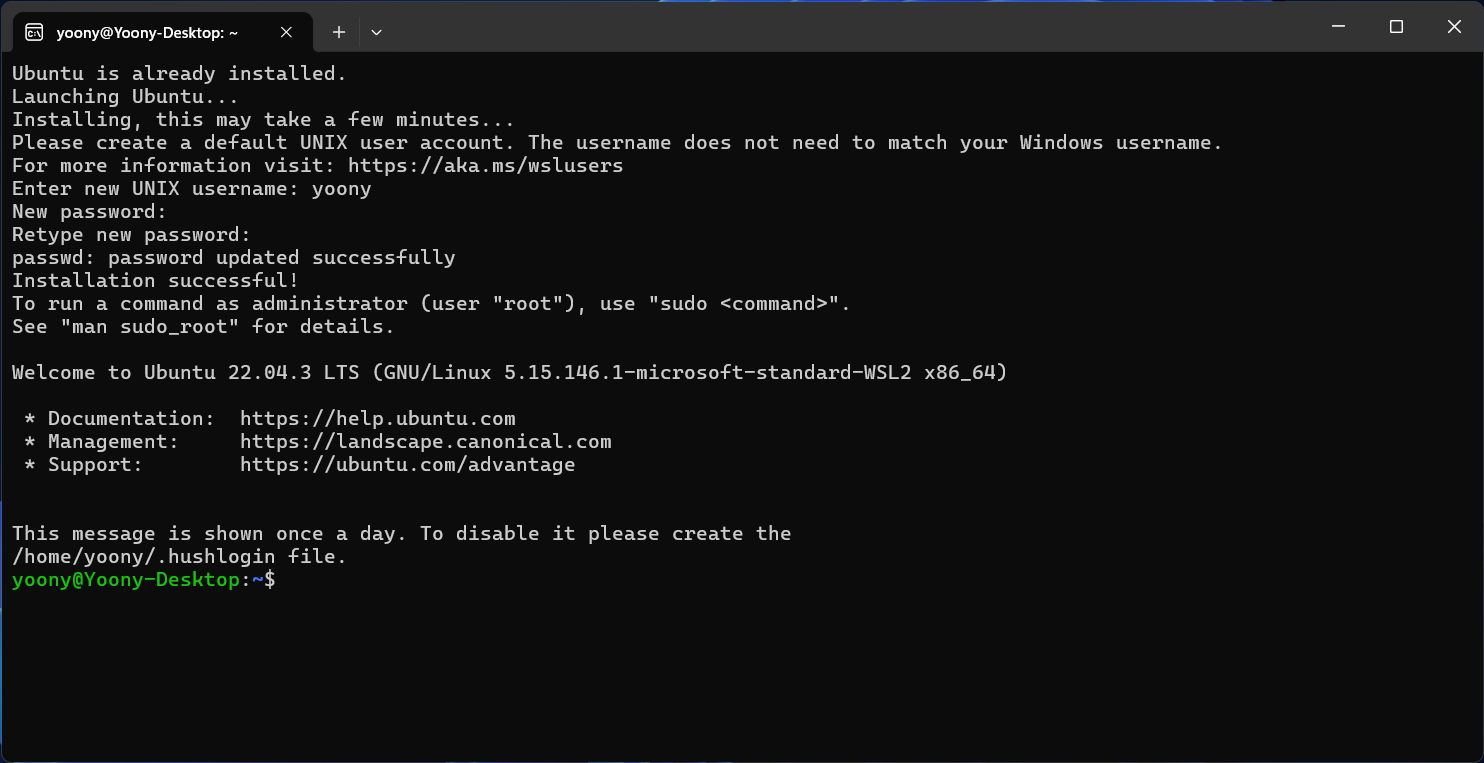 yoony@Yoony-Desktop: ~
Ubuntu is already installed.
Launching Ubuntu...
Installing, this may take a few minutes...
Please create a default UNIX user account. The username does not need to match your Windows username.
For more information visit: https://aka.ms/wslusers
Enter new UNIX username: yoony
New password:
Retype new password:
passwd: password updated successfully
Installation successful!
To run a command as administrator (user "root"), use "sudo <command>".
See "man sudo_root" for details.
Welcome to Ubuntu 22.04.3 LTS (GNU/Linux 5.15.146.1-microsoft-standard-WSL2 x86_64)
* Documentation:  https://help.ubuntu.com
* Management:     https://landscape.canonical.com
* Support:        https://ubuntu.com/advantage
This message is shown once a day. To disable it please create the
/home/yoony/.hushlogin file.
yoony@Yoony-Desktop:~$